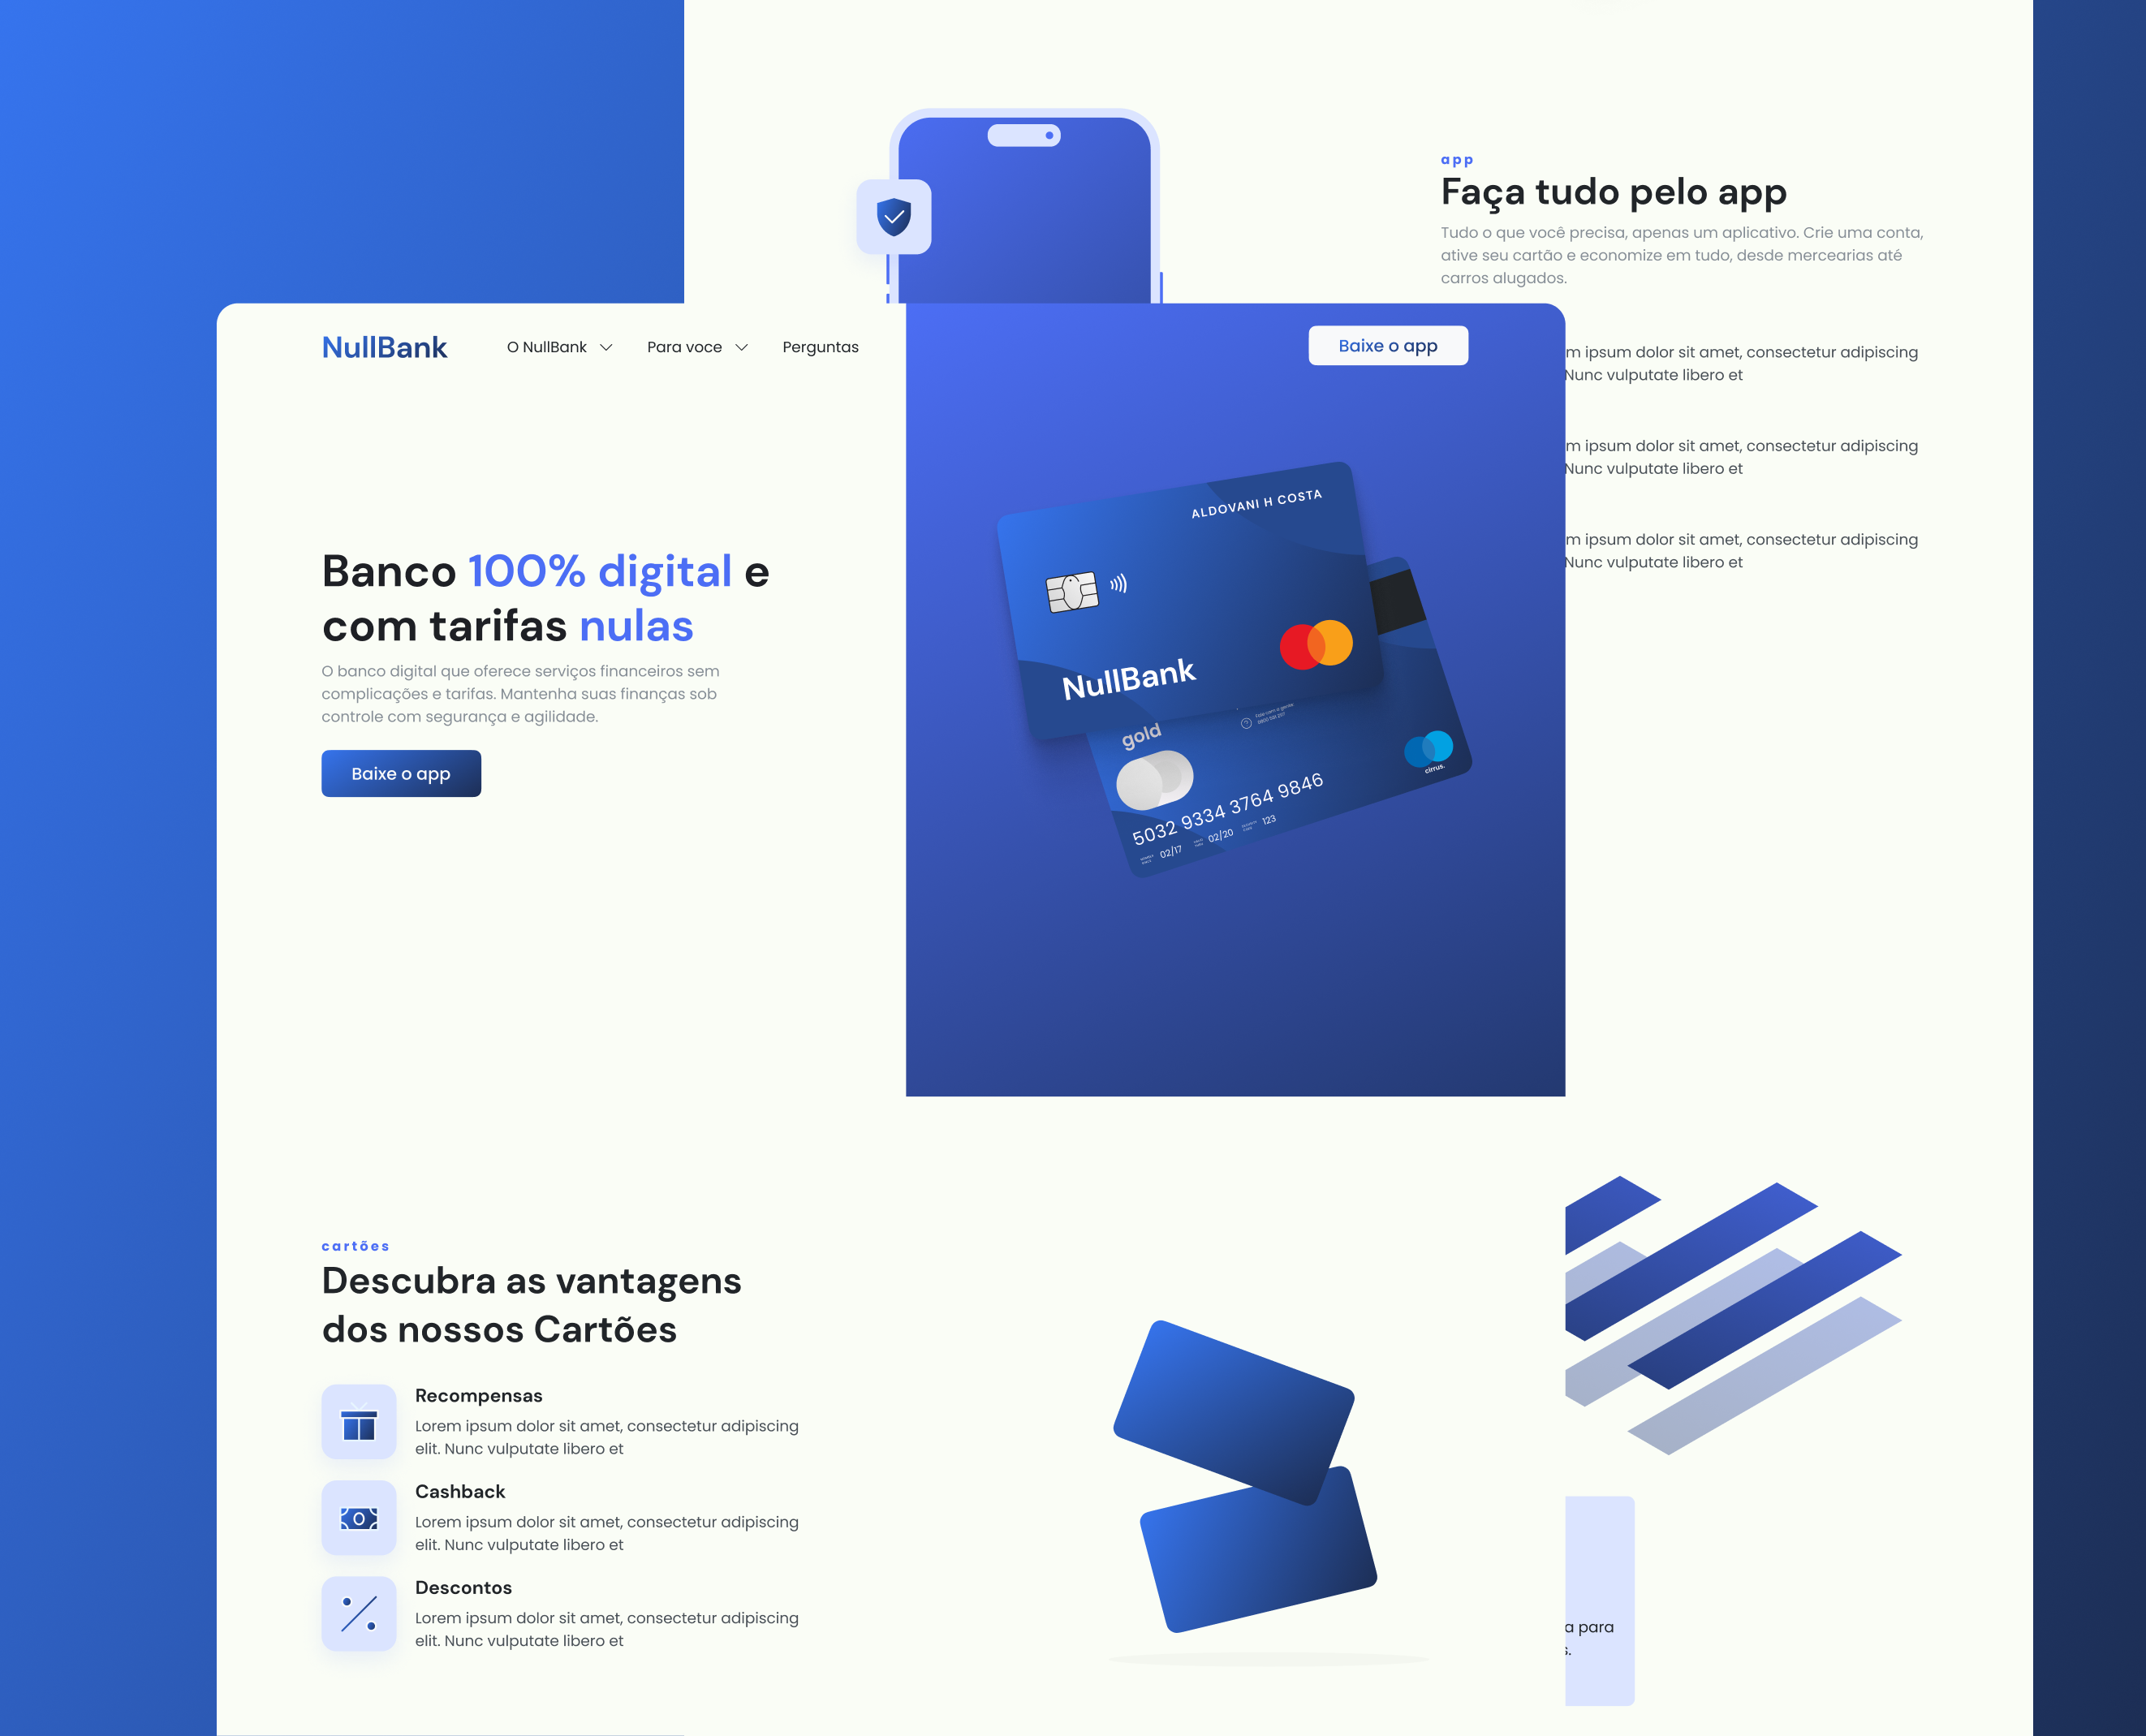 app
Faça tudo pelo app
Tudo o que você precisa, apenas um aplicativo. Crie uma conta,
ative seu cartão e economize em tudo, desde mercearias até
carros alugados.
m ipsum dolor sit amet, consectetur adipiscing
Nunc vulputate libero et
m ipsum dolor sit amet, consectetur adipiscing
Nunc vulputate libero et
m ipsum dolor sit amet, consectetur adipiscing
Nunc vulputate libero et
NullBank
O NullBank
Para voce
Perguntas
Baixe o app
Banco 100% digital e
com tarifas nulas
O banco digital que oferece serviços financeiros sem
complicações e tarifas. Mantenha suas finanças sob
controle com segurança e agilidade.
Baixe o app
ALDOVANI H COSTA
NullBank
gold
cirrus.
5032 9334 3764 9846
02/17
02/20
123
cartões
Descubra as vantagens
dos nossos Cartões
Recompensas
Lorem ipsum dolor sit amet, consectetur adipiscing
elit. Nunc vulputate libero et
Cashback
Lorem ipsum dolor sit amet, consectetur adipiscing
elit. Nunc vulputate libero et
Descontos
Lorem ipsum dolor sit amet, consectetur adipiscing
elit. Nunc vulputate libero et
a para
s.